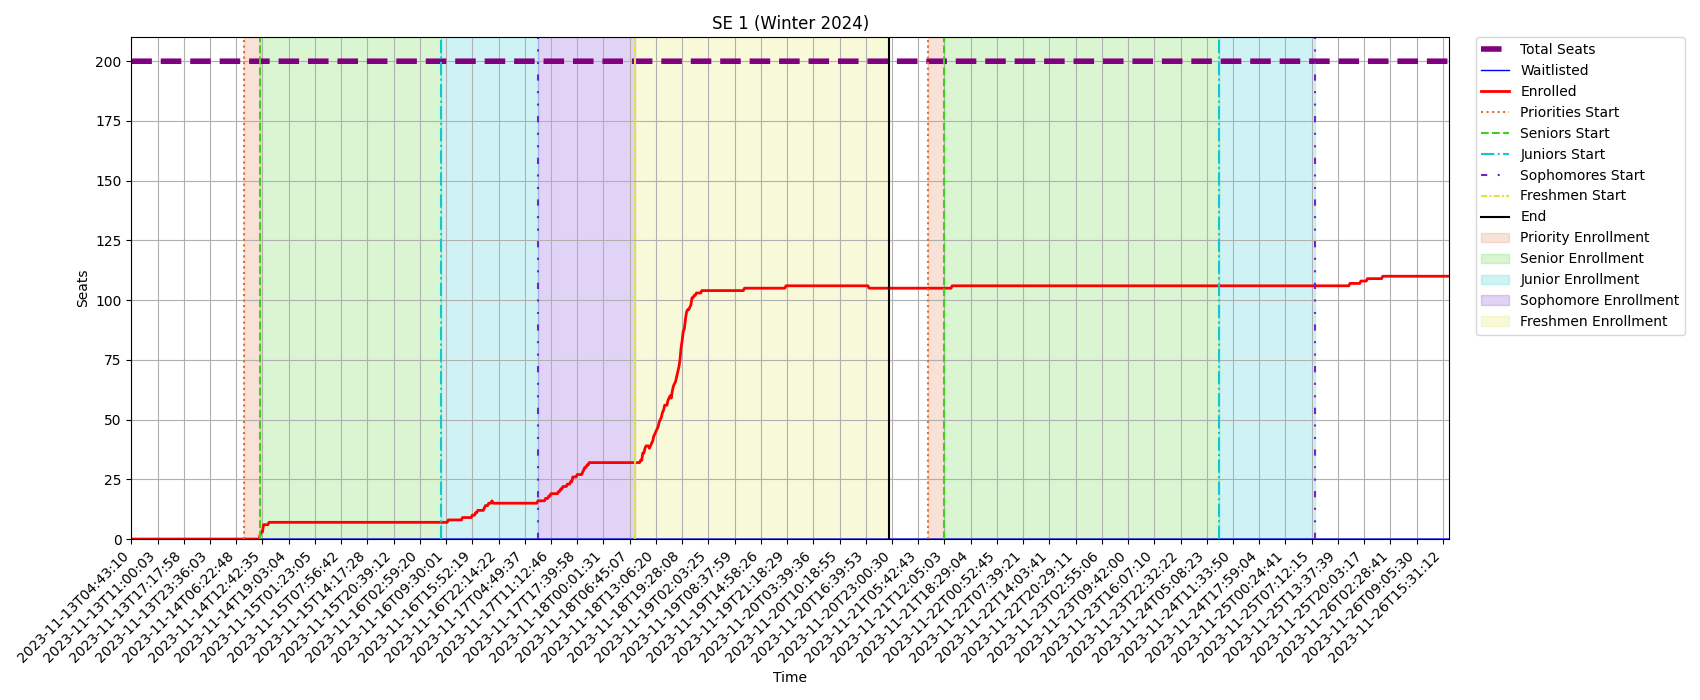 SE 1 (Winter 2024)
Seats
200
175
150
125
100
75
50
25
0
2023-11-13T04:43:10
2023-11-13T11:00:03
2023-11-13T17:17:58
2023-11-13T23:36:03
2023-11-14T06:22:48
2023-11-14T12:42:35
2023-11-14T19:03:04
2023-11-15T01:23:05
2023-11-15T07:56:42
2023-11-15T14:17:28
2023-11-15T20:39:12
2023-11-16T02:59:20
2023-11-16T09:30:01
2023-11-16T15:52:19
2023-11-16T22:14:22
2023-11-17T04:49:37
2023-11-17T11:12:46
2023-11-17T17:39:58
2023-11-18T00:01:31
2023-11-18T06:45:07
2023-11-18T13:06:20
2023-11-18T19:28:08
2023-11-19T02:03:25
2023-11-19T08:37:59
2023-11-19T14:58:26
2023-11-19T21:18:29
2023-11-20T03:39:36
2023-11-20T10:18:55
2023-11-20T16:39:53
2023-11-20T23:00:30
2023-11-21T05:42:43
2023-11-21T12:05:03
2023-11-21T18:29:04
2023-11-22T00:52:45
2023-11-22T07:39:21
2023-11-22T14:03:41
2023-11-22T20:29:11
2023-11-23T02:55:06
2023-11-23T09:42:00
2023-11-23T16:07:10
2023-11-23T22:32:22
2023-11-24T05:08:23
2023-11-24T11:33:50
2023-11-24T17:59:04
2023-11-25T00:24:41
2023-11-25T07:12:15
2023-11-25T13:37:39
2023-11-25T20:03:17
2023-11-26T02:28:41
2023-11-26T09:05:30
2023-11-26T15:31:12
Time
Total Seats
Waitlisted
Enrolled
Priorities Start
Seniors Start
Juniors Start
Sophomores Start
Freshmen Start
End
Priority Enrollment
Senior Enrollment
Junior Enrollment
Sophomore Enrollment
Freshmen Enrollment